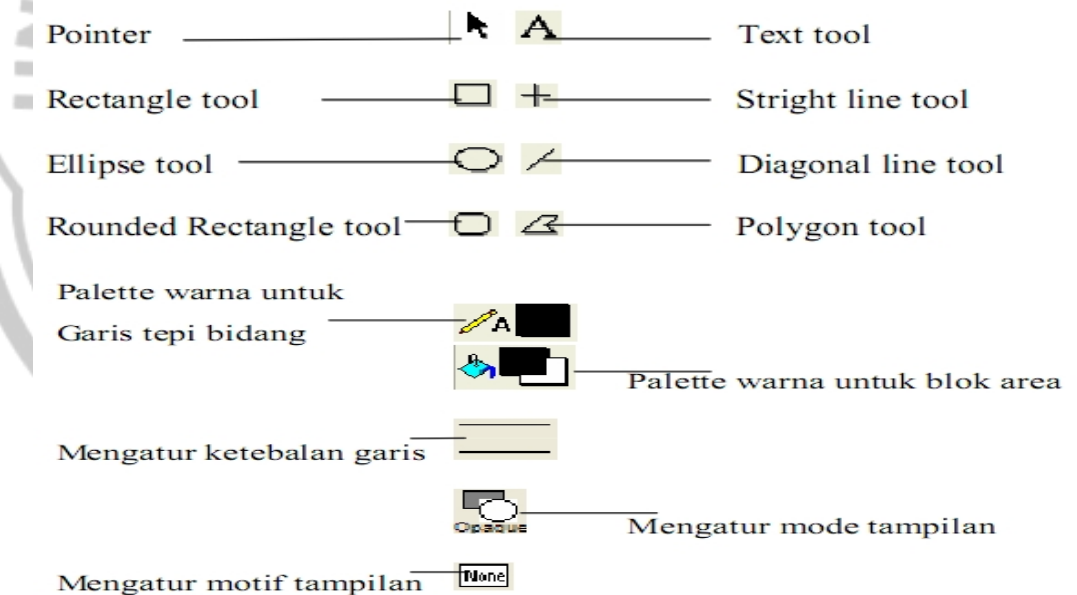 Pointer
A
Text tool
Rectangle tool
Stright line tool
Ellipse tool
Diagonal line tool
Rounded Rectangle tool
Polygon tool
Palette warna untuk
Garis tepi bidang
A
Palette warna untuk blok area
Mengatur ketebalan garis
Opaque
Mengatur mode tampilan
Mengatur motif tampilan
None